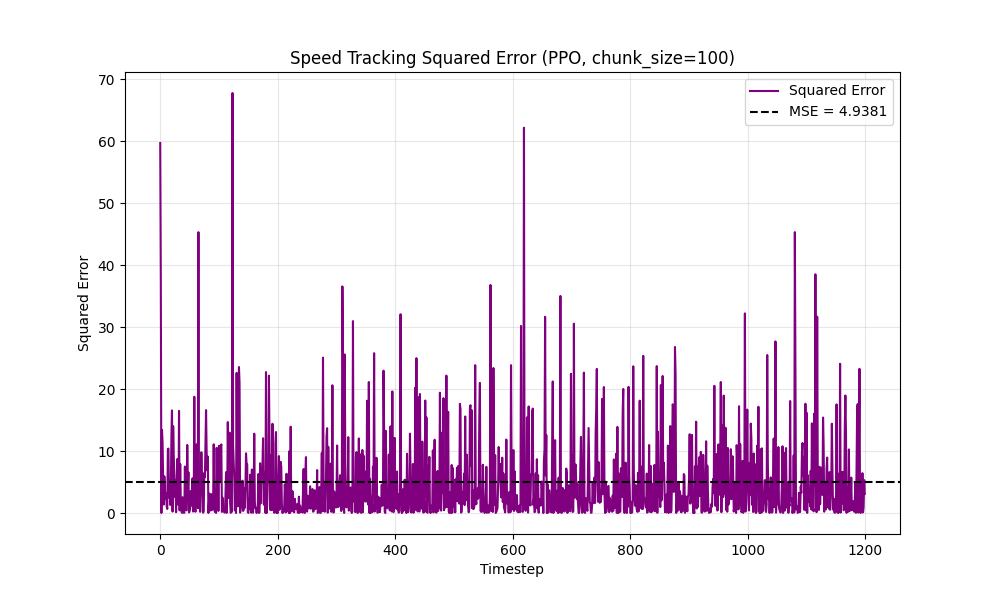 Speed Tracking Squared Error (PPO, chunk_size=100)
Squared Error
MSE = 4.9381
70
60
50
40
30
20
10
0
Squared Error
0 200 400 600 800 1000 1200
Timestep